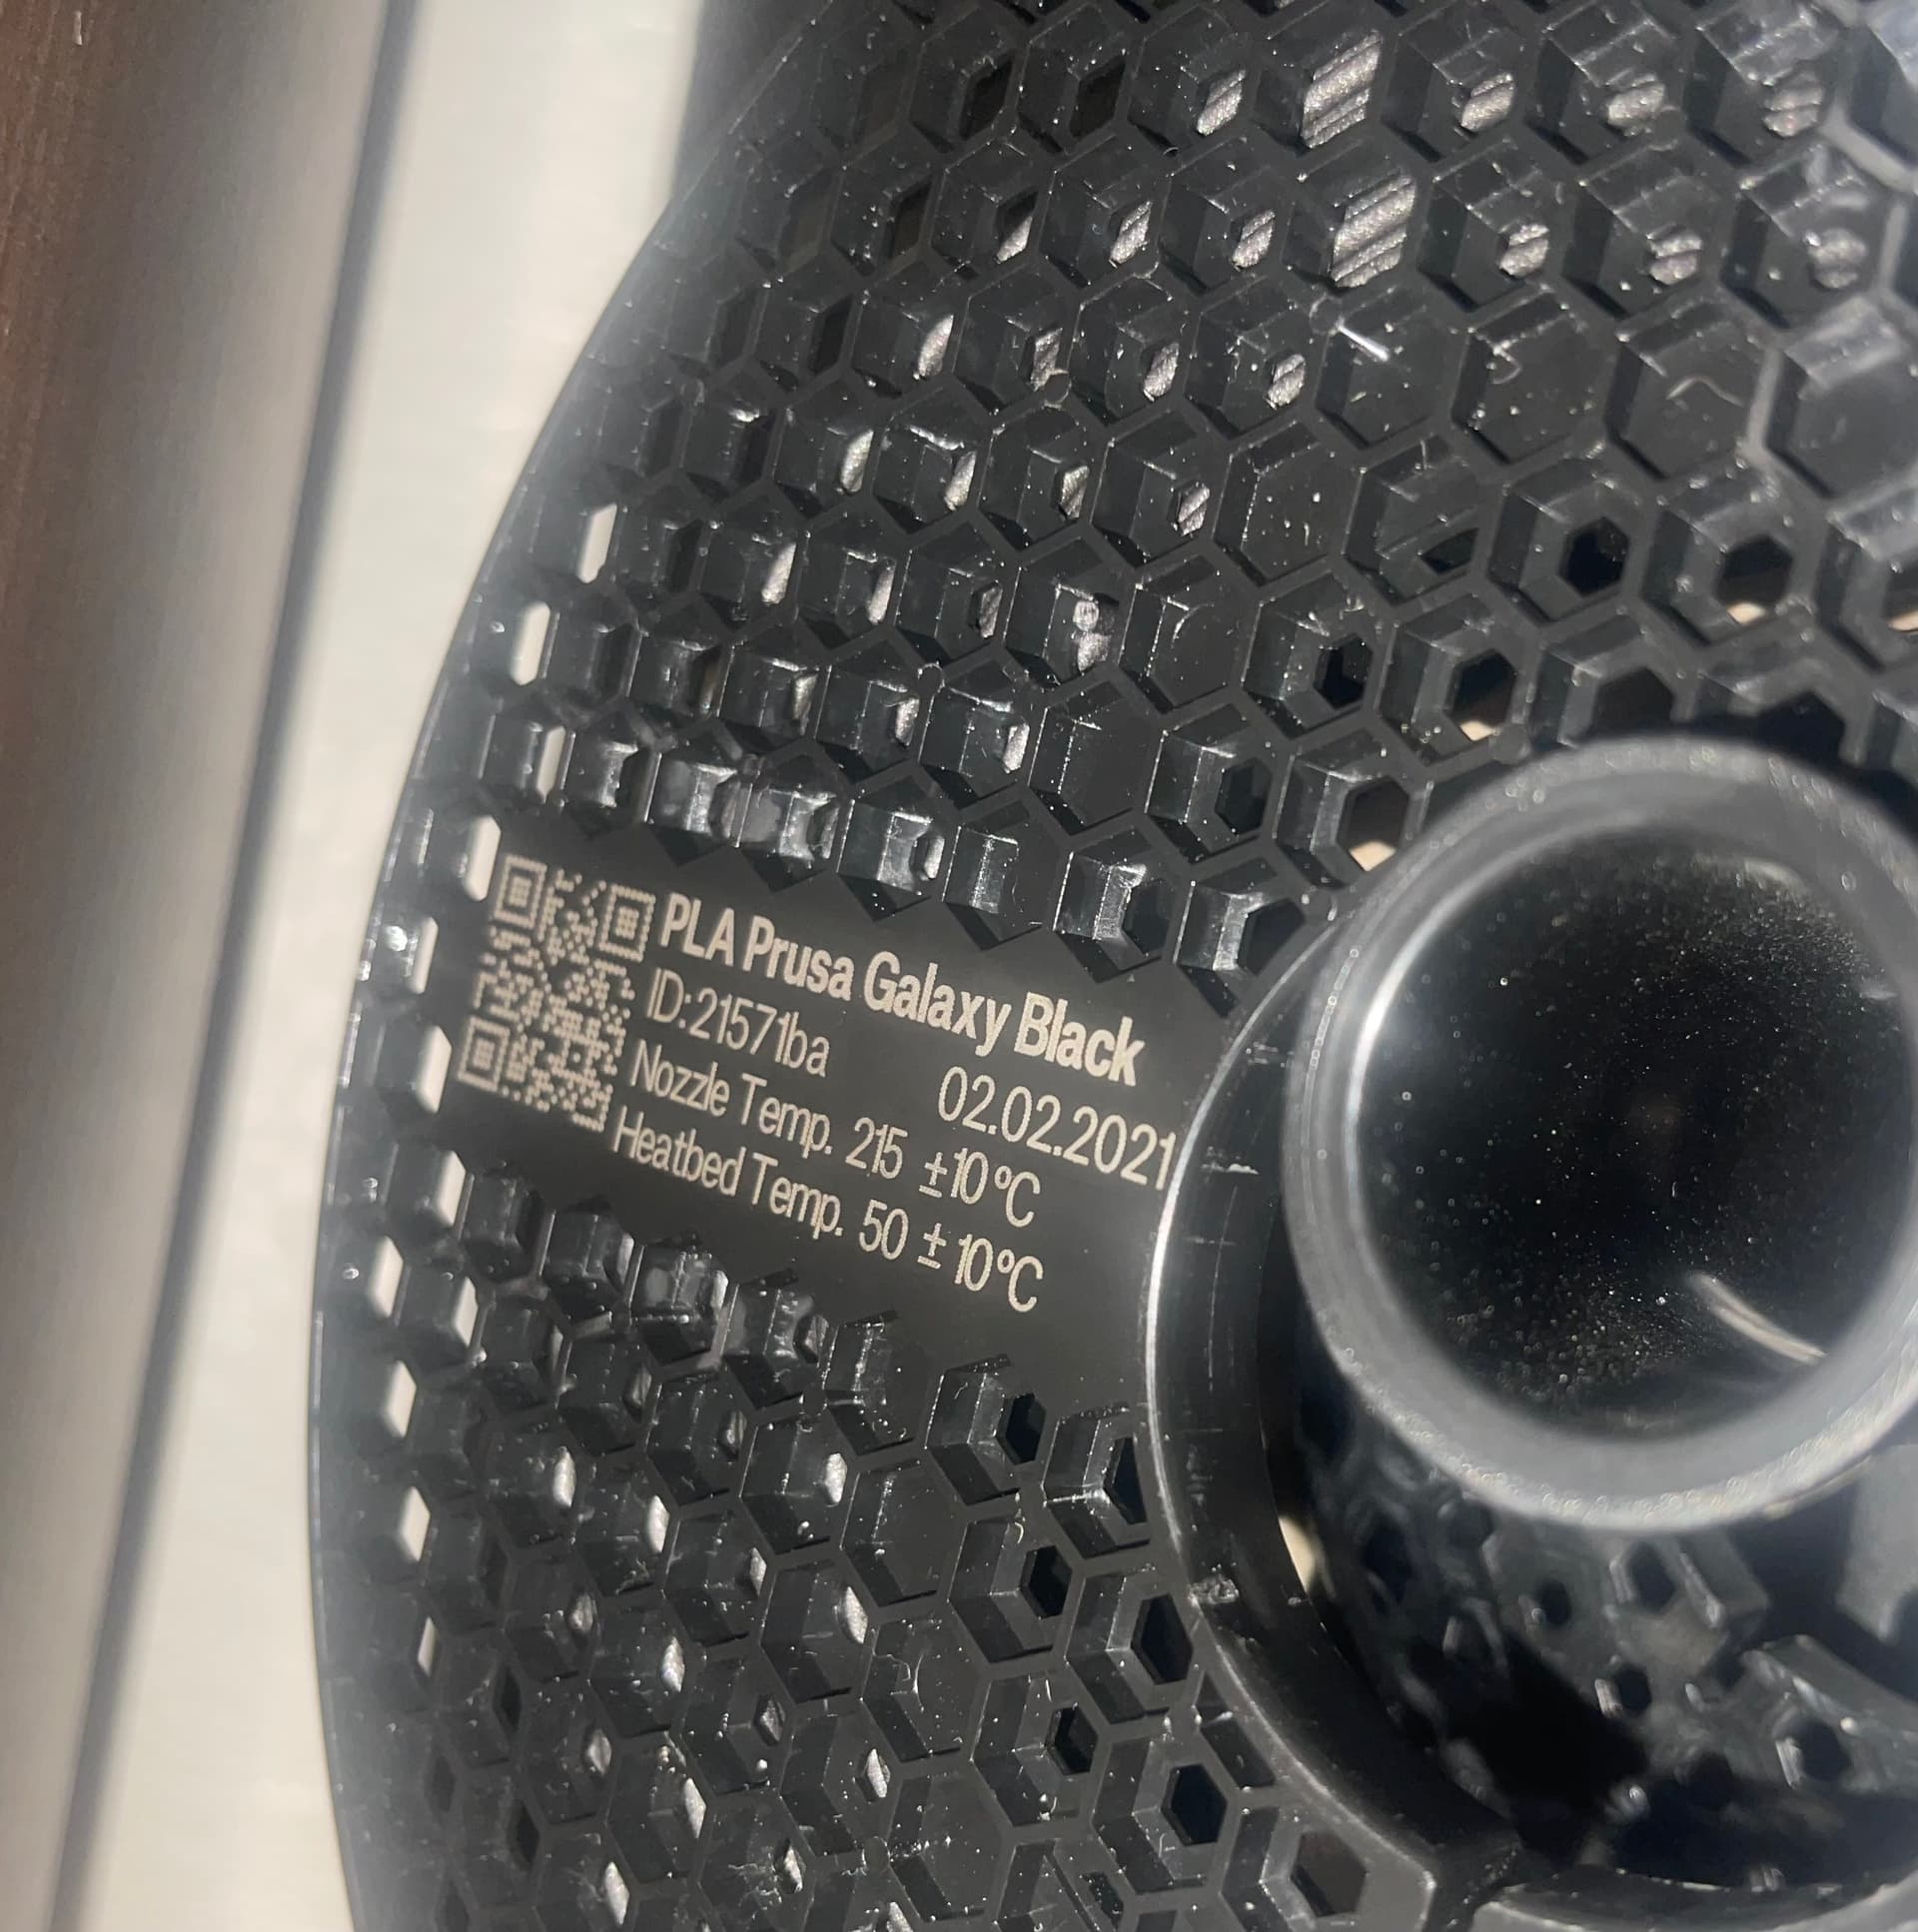 PLA Prusa Galaxy Black
ID:21571ba 02.02.2021
Nozzle Temp. 215 ±10°C
Heatbed Temp. 50 ±10°C